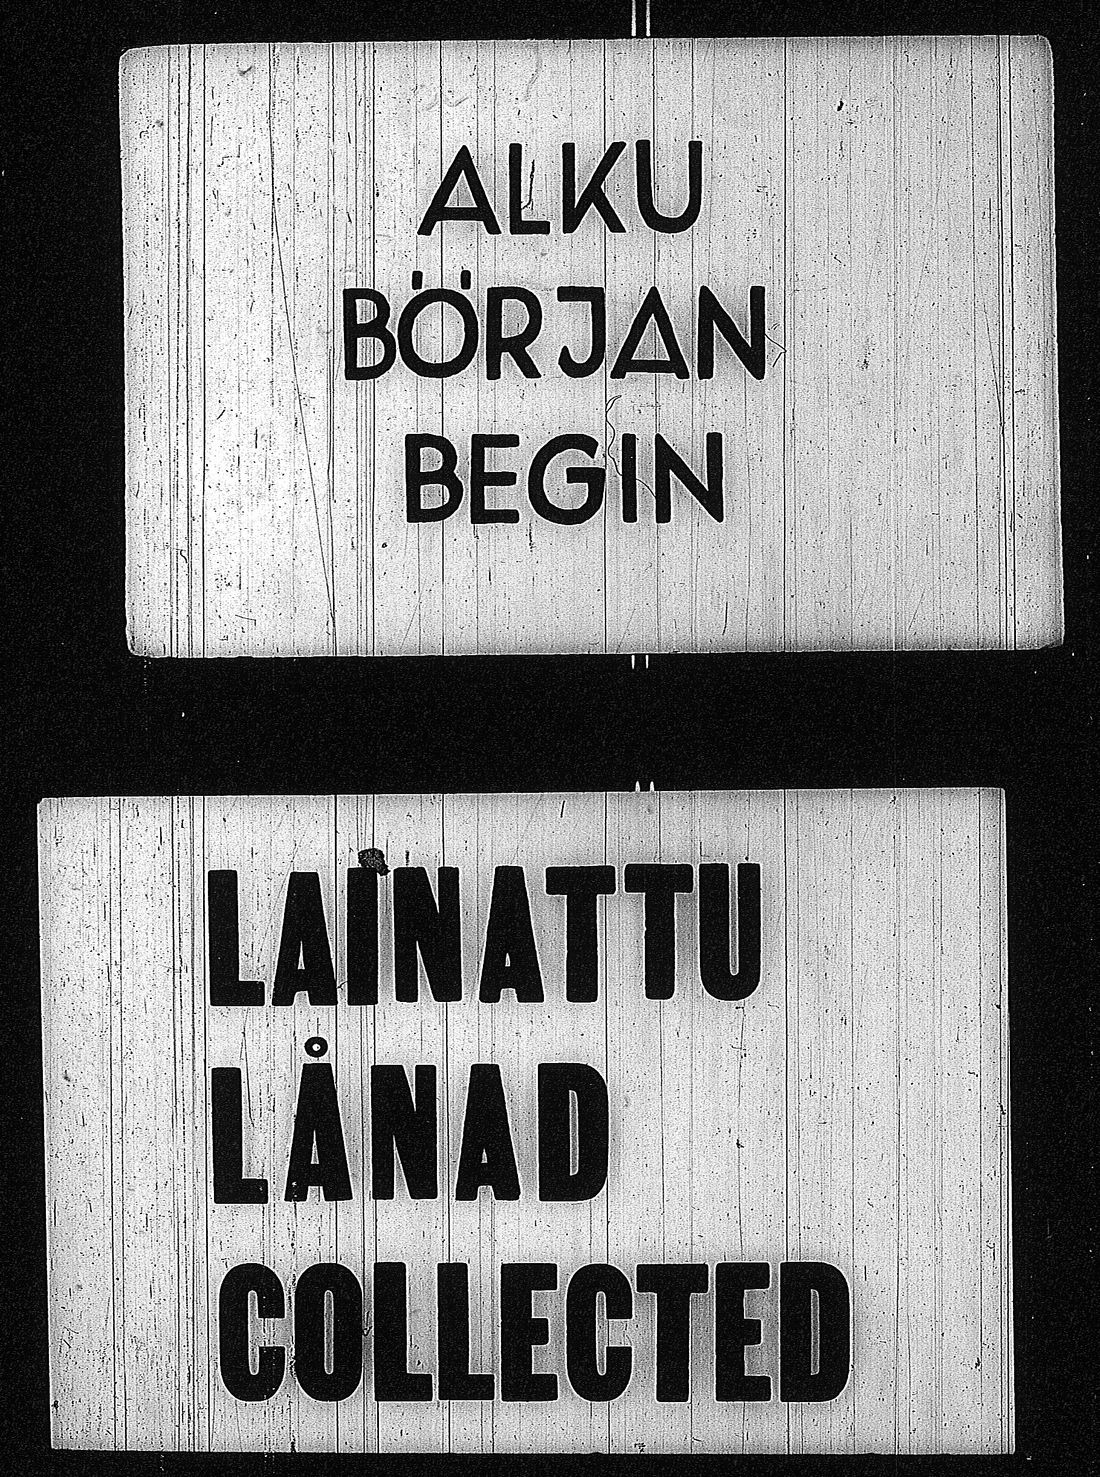 ALKU
BÖRJAN
BEGIN
LAINATTU
LÅNAD
COLLECTED